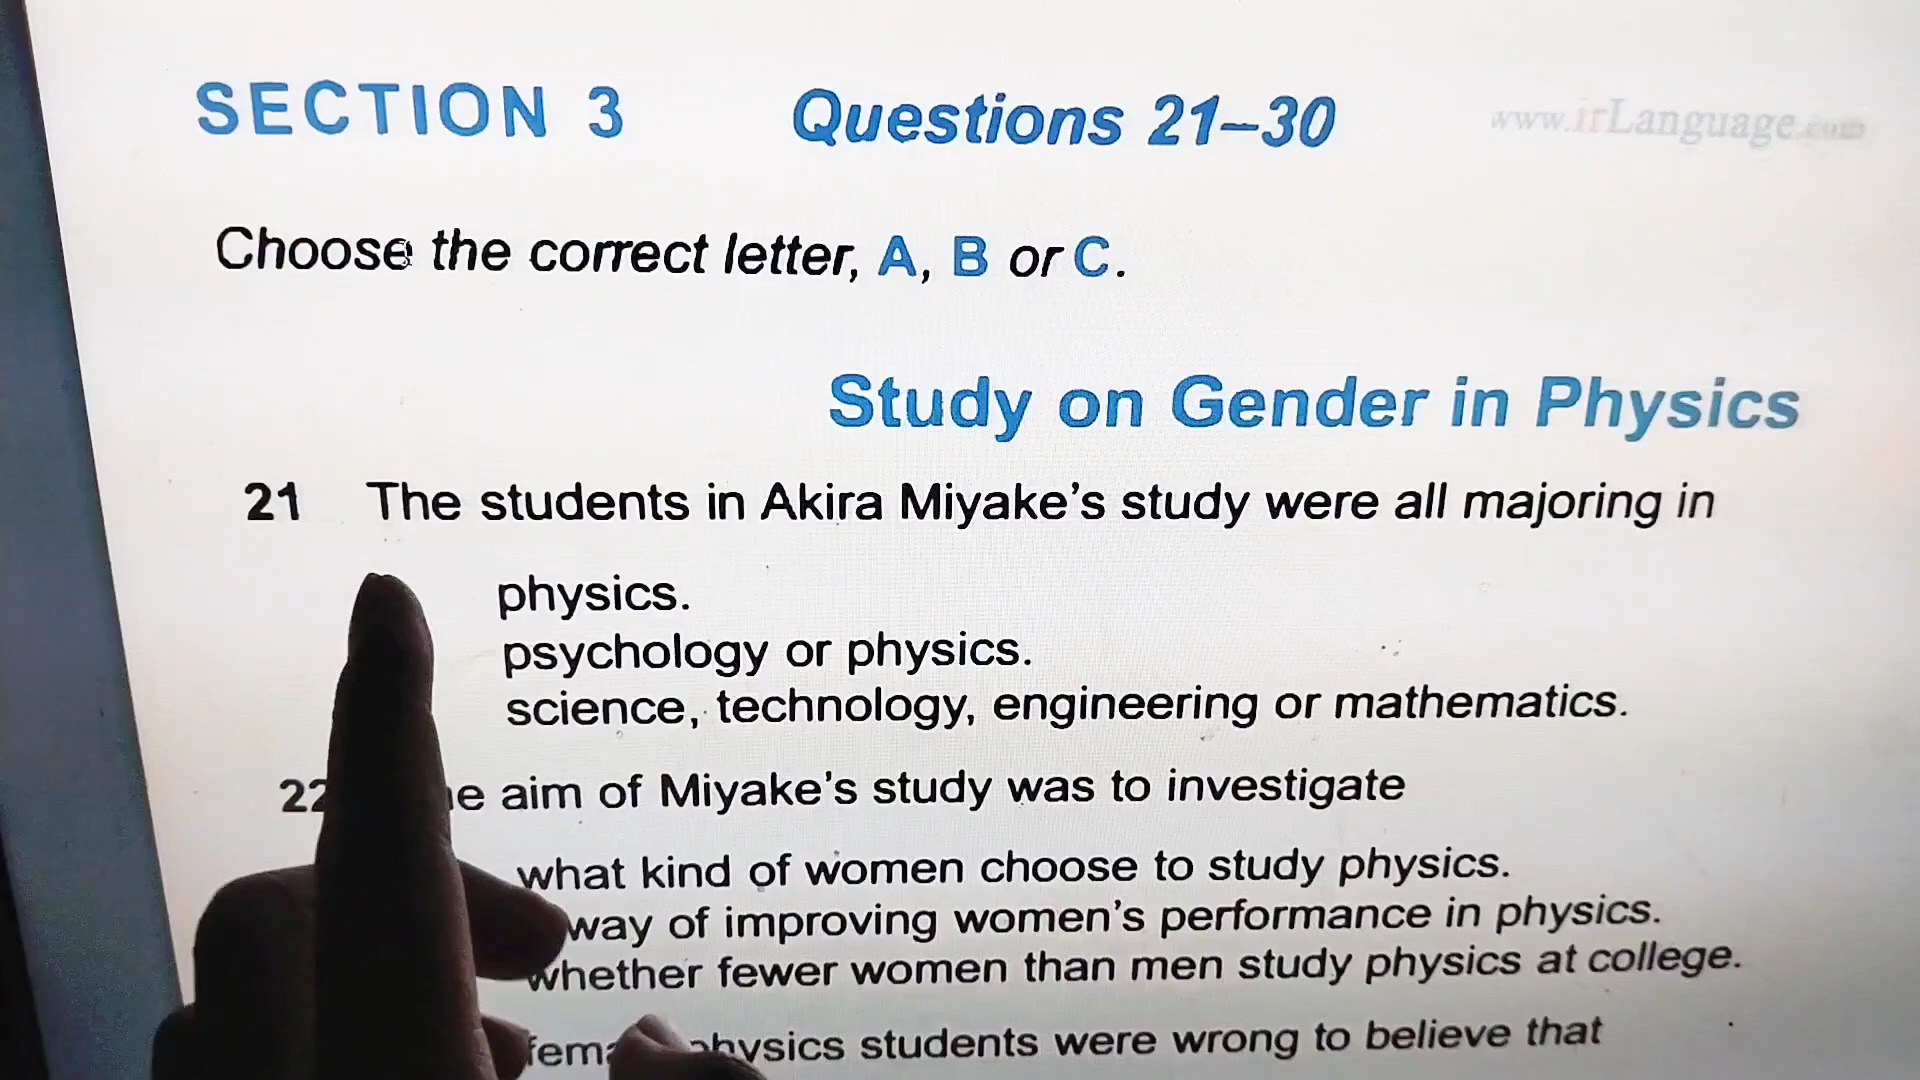 SECTION 3 Questions 21–30
www.irLanguage.com
Choose the correct letter, A, B or C.
Study on Gender in Physics
21 The students in Akira Miyake's study were all majoring in
physics.
psychology or physics.
science, technology, engineering or mathematics.
22 aim of Miyake's study was to investigate
what kind of women choose to study physics.
way of improving women's performance in physics.
whether fewer women than men study physics at college.
physics students were wrong to believe that